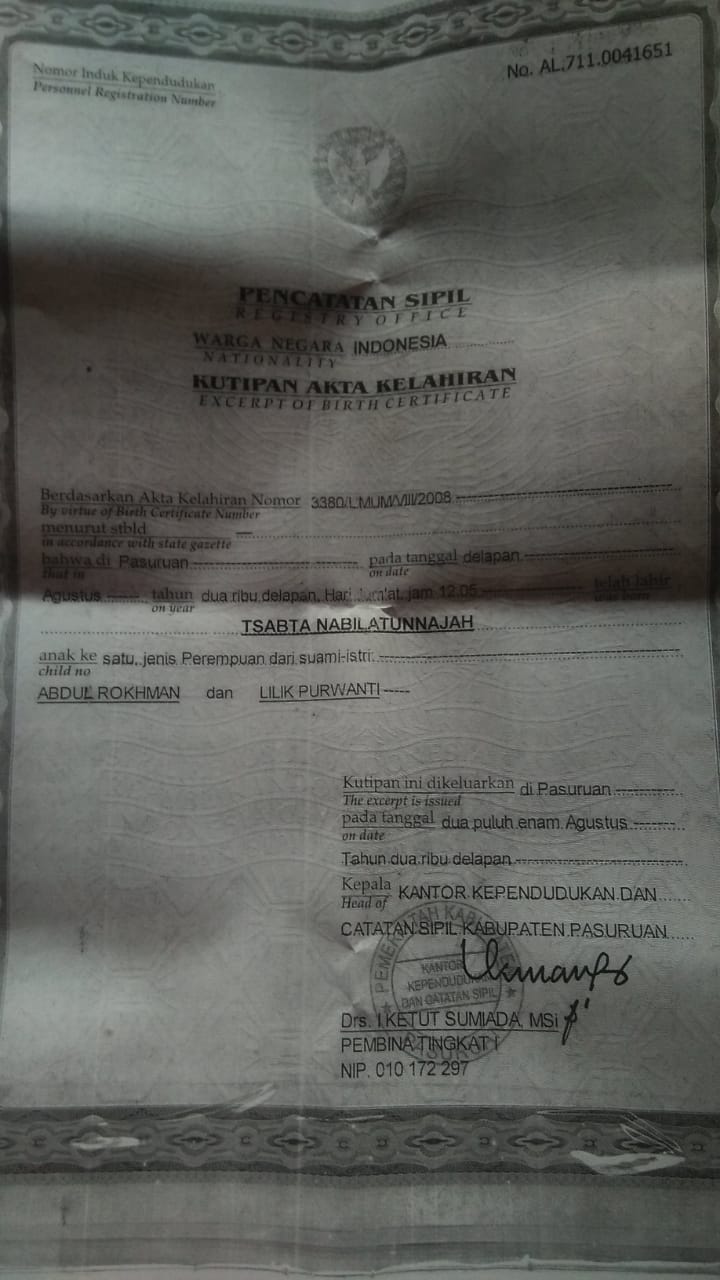 Nomor Induk Kependudukan
Personnel Registration Number
No. AL.711.0041651
PENCATATAN SIPIL
REGISTRY OFFICE
WARGA NEGARA INDONESIA
NATIONALITY
KUTIPAN AKTA KELAHIRAN
EXCERPT OF BIRTH CERTIFICATE
Berdasarkan Akta Kelahiran Nomor 3380/LMUM/VIII/2008
By virtue of Birth Certificate Number
menurut stbld
in accordance with state gazette
bahwa di Pasuruan pada tanggal delapan
that in on date
Agustus tahun dua ribu delapan, Hari Jum'at, jam 12.05 telah lahir
on year was born
TSABTA NABILATUNNAJAH
anak ke satu, jenis Perempuan dari suami-istri:
child no
ABDUL ROKHMAN dan LILIK PURWANTI
Kutipan ini dikeluarkan di Pasuruan
The excerpt is issued
pada tanggal dua puluh enam Agustus
on date
Tahun dua ribu delapan
Kepala KANTOR KEPENDUDUKAN DAN
Head of
CATATAN SIPIL KABUPATEN PASURUAN
PEMERINTAH KABUPATEN
KANTOR
KEPENDUDUKAN
DAN CATATAN SIPIL
PASURUAN
Drs. I KETUT SUMIADA, MSi
PEMBINA TINGKAT I
NIP. 010 172 297